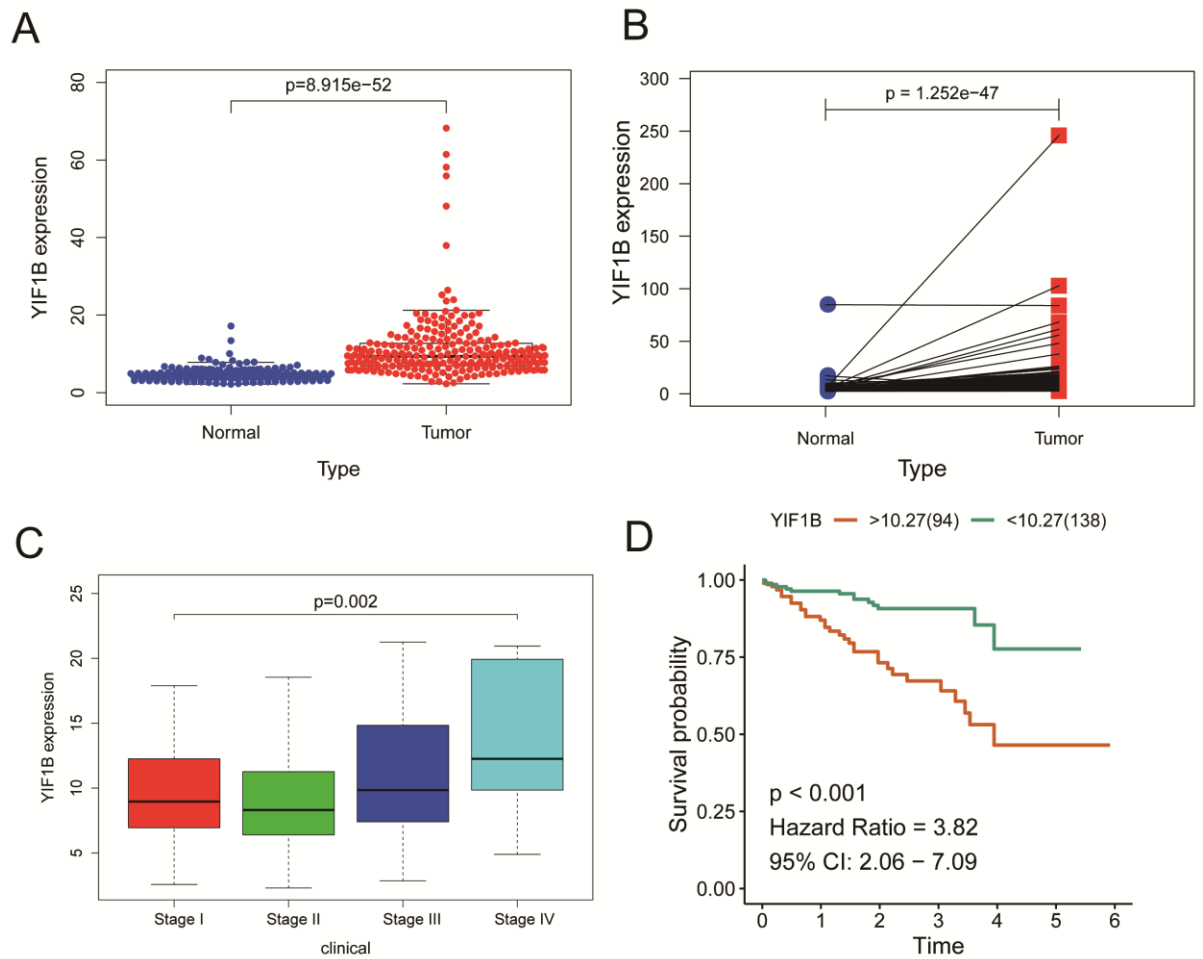 A
p=8.915e−52
80
60
40
20
0
YIF1B expression
Normal
Tumor
Type
B
p = 1.252e−47
300
250
200
150
100
50
0
YIF1B expression
Normal
Tumor
Type
C
p=0.002
25
20
15
10
5
YIF1B expression
Stage I
Stage II
Stage III
Stage IV
clinical
D
YIF1B >10.27(94) <10.27(138)
1.00
0.75
0.50
0.25
0.00
Survival probability
p < 0.001
Hazard Ratio = 3.82
95% CI: 2.06 − 7.09
0 1 2 3 4 5 6
Time